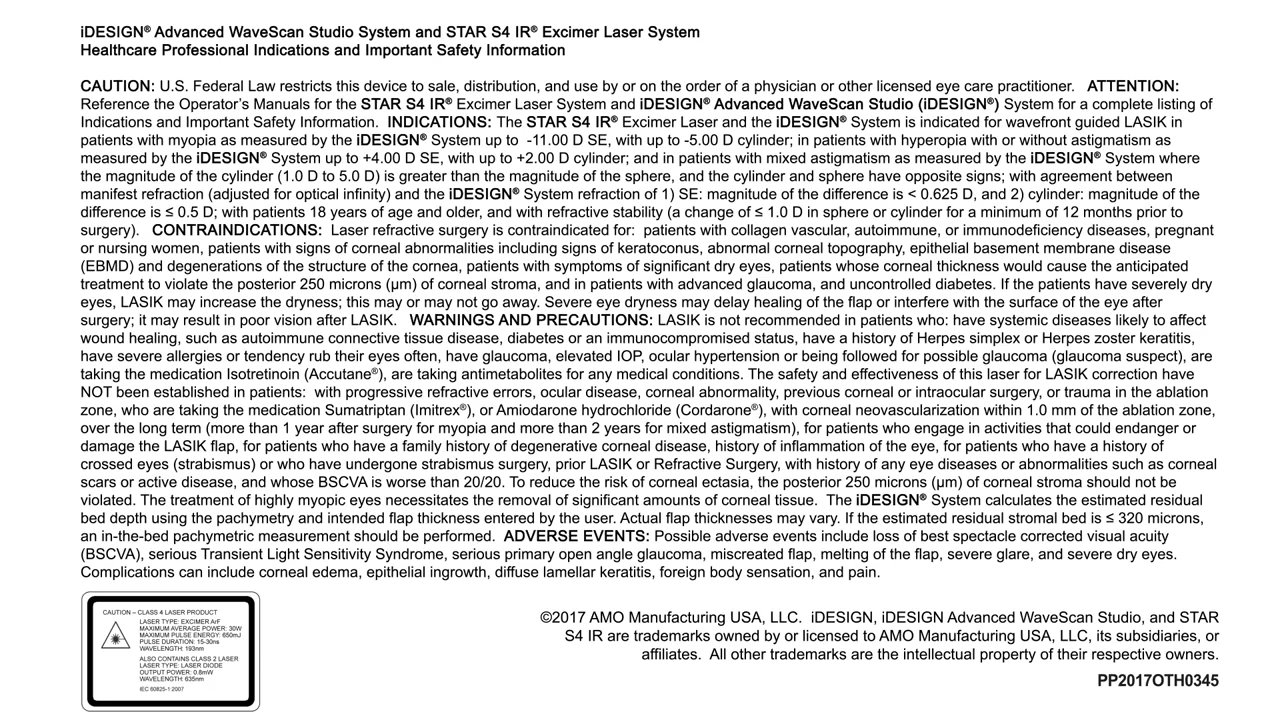 iDESIGN® Advanced WaveScan Studio System and STAR S4 IR® Excimer Laser System
Healthcare Professional Indications and Important Safety Information
CAUTION: U.S. Federal Law restricts this device to sale, distribution, and use by or on the order of a physician or other licensed eye care practitioner. ATTENTION:
Reference the Operator's Manuals for the STAR S4 IR® Excimer Laser System and iDESIGN® Advanced WaveScan Studio (iDESIGN®) System for a complete listing of
Indications and Important Safety Information. INDICATIONS: The STAR S4 IR® Excimer Laser and the iDESIGN® System is indicated for wavefront guided LASIK in
patients with myopia as measured by the iDESIGN® System up to -11.00 D SE, with up to -5.00 D cylinder; in patients with hyperopia with or without astigmatism as
measured by the iDESIGN® System up to +4.00 D SE, with up to +2.00 D cylinder; and in patients with mixed astigmatism as measured by the iDESIGN® System where
the magnitude of the cylinder (1.0 D to 5.0 D) is greater than the magnitude of the sphere, and the cylinder and sphere have opposite signs; with agreement between
manifest refraction (adjusted for optical infinity) and the iDESIGN® System refraction of 1) SE: magnitude of the difference is < 0.625 D, and 2) cylinder: magnitude of the
difference is ≤ 0.5 D; with patients 18 years of age and older, and with refractive stability (a change of ≤ 1.0 D in sphere or cylinder for a minimum of 12 months prior to
surgery). CONTRAINDICATIONS: Laser refractive surgery is contraindicated for: patients with collagen vascular, autoimmune, or immunodeficiency diseases, pregnant
or nursing women, patients with signs of corneal abnormalities including signs of keratoconus, abnormal corneal topography, epithelial basement membrane disease
(EBMD) and degenerations of the structure of the cornea, patients with symptoms of significant dry eyes, patients whose corneal thickness would cause the anticipated
treatment to violate the posterior 250 microns (µm) of corneal stroma, and in patients with advanced glaucoma, and uncontrolled diabetes. If the patients have severely dry
eyes, LASIK may increase the dryness; this may or may not go away. Severe eye dryness may delay healing of the flap or interfere with the surface of the eye after
surgery; it may result in poor vision after LASIK. WARNINGS AND PRECAUTIONS: LASIK is not recommended in patients who: have systemic diseases likely to affect
wound healing, such as autoimmune connective tissue disease, diabetes or an immunocompromised status, have a history of Herpes simplex or Herpes zoster keratitis,
have severe allergies or tendency rub their eyes often, have glaucoma, elevated IOP, ocular hypertension or being followed for possible glaucoma (glaucoma suspect), are
taking the medication Isotretinoin (Accutane®), are taking antimetabolites for any medical conditions. The safety and effectiveness of this laser for LASIK correction have
NOT been established in patients: with progressive refractive errors, ocular disease, corneal abnormality, previous corneal or intraocular surgery, or trauma in the ablation
zone, who are taking the medication Sumatriptan (Imitrex®), or Amiodarone hydrochloride (Cordarone®), with corneal neovascularization within 1.0 mm of the ablation zone,
over the long term (more than 1 year after surgery for myopia and more than 2 years for mixed astigmatism), for patients who engage in activities that could endanger or
damage the LASIK flap, for patients who have a family history of degenerative corneal disease, history of inflammation of the eye, for patients who have a history of
crossed eyes (strabismus) or who have undergone strabismus surgery, prior LASIK or Refractive Surgery, with history of any eye diseases or abnormalities such as corneal
scars or active disease, and whose BSCVA is worse than 20/20. To reduce the risk of corneal ectasia, the posterior 250 microns (µm) of corneal stroma should not be
violated. The treatment of highly myopic eyes necessitates the removal of significant amounts of corneal tissue. The iDESIGN® System calculates the estimated residual
bed depth using the pachymetry and intended flap thickness entered by the user. Actual flap thicknesses may vary. If the estimated residual stromal bed is ≤ 320 microns,
an in-the-bed pachymetric measurement should be performed. ADVERSE EVENTS: Possible adverse events include loss of best spectacle corrected visual acuity
(BSCVA), serious Transient Light Sensitivity Syndrome, serious primary open angle glaucoma, miscreated flap, melting of the flap, severe glare, and severe dry eyes.
Complications can include corneal edema, epithelial ingrowth, diffuse lamellar keratitis, foreign body sensation, and pain.
CAUTION – CLASS 4 LASER PRODUCT
LASER TYPE: EXCIMER ArF
MAXIMUM AVERAGE POWER: 30W
MAXIMUM PULSE ENERGY: 650mJ
PULSE DURATION: 15-30ns
WAVELENGTH: 193nm
ALSO CONTAINS CLASS 2 LASER
LASER TYPE: LASER DIODE
OUTPUT POWER: 0.8mW
WAVELENGTH: 635nm
IEC 60825-1 2007
©2017 AMO Manufacturing USA, LLC. iDESIGN, iDESIGN Advanced WaveScan Studio, and STAR
S4 IR are trademarks owned by or licensed to AMO Manufacturing USA, LLC, its subsidiaries, or
affiliates. All other trademarks are the intellectual property of their respective owners.
PP2017OTH0345